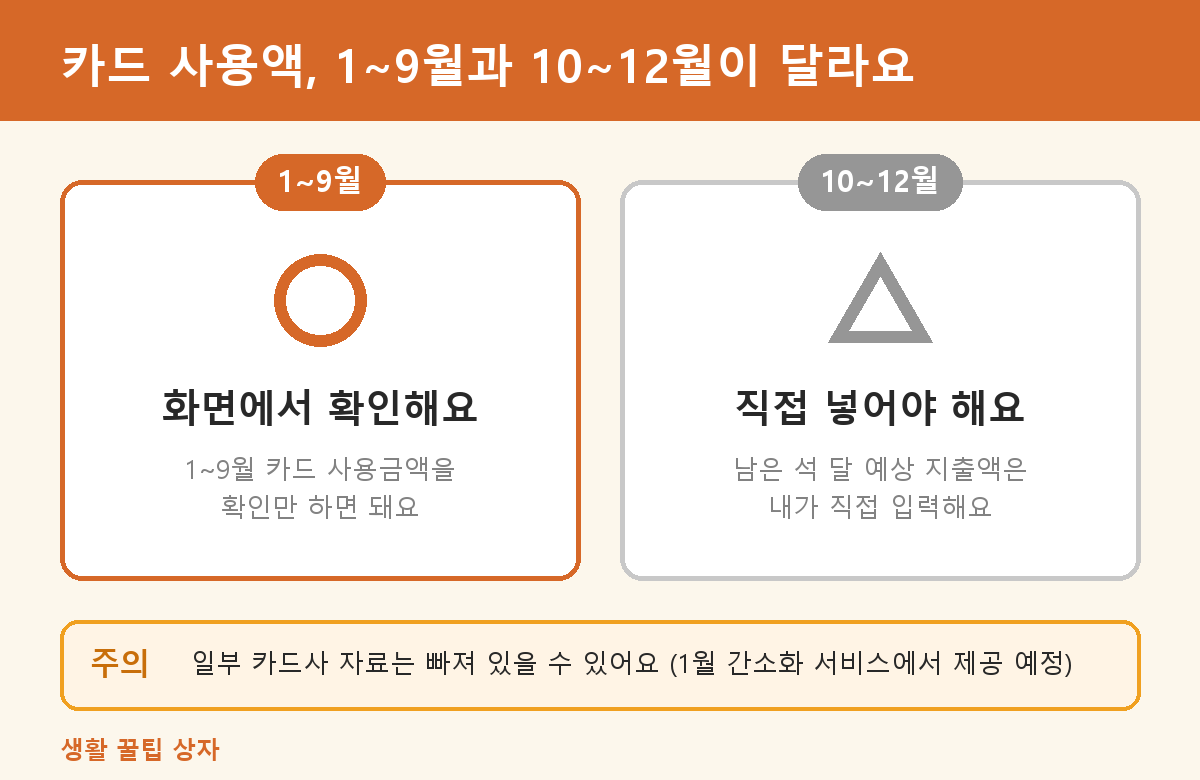 카드 사용액, 1~9월과 10~12월이 달라요
1~9월
화면에서 확인해요
1~9월 카드 사용금액을
확인만 하면 돼요
10~12월
직접 넣어야 해요
남은 석 달 예상 지출액은
내가 직접 입력해요
주의 일부 카드사 자료는 빠져 있을 수 있어요 (1월 간소화 서비스에서 제공 예정)
생활 꿀팁 상자